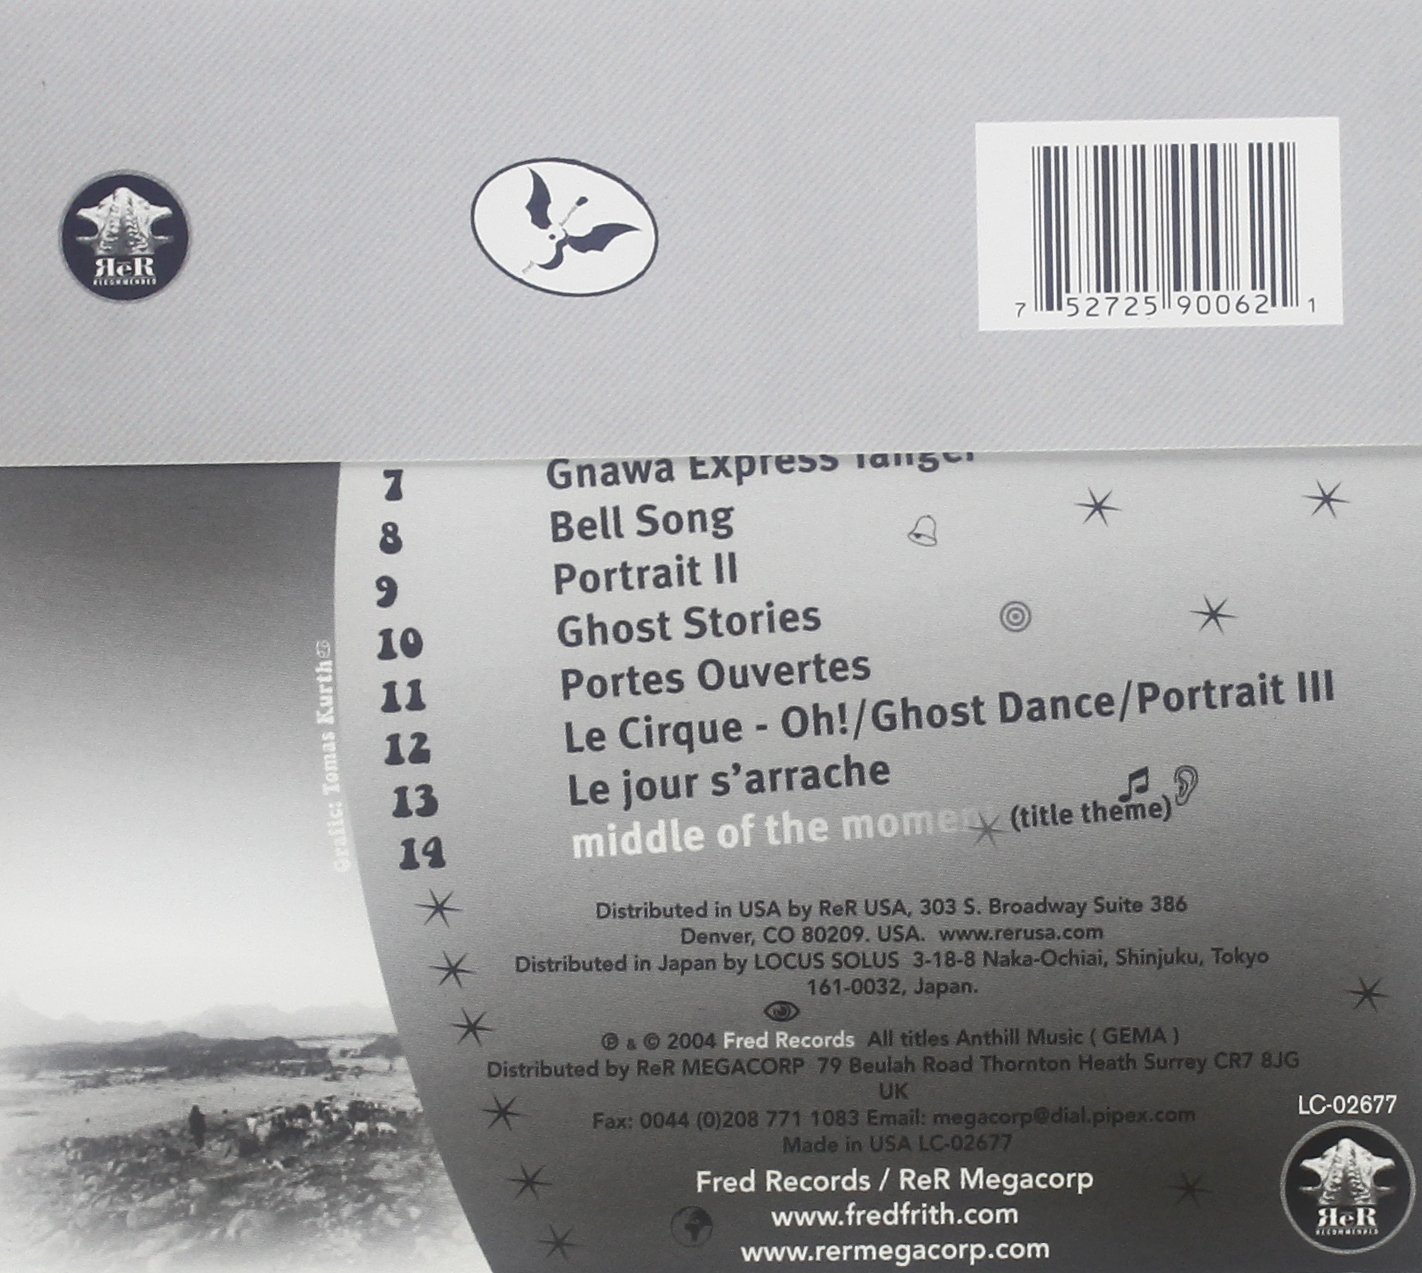 ЯeR
RECOMMENDED
7 52725 90062 1
7 Gnawa Express Tanger
8 Bell Song
9 Portrait II
10 Ghost Stories
11 Portes Ouvertes
12 Le Cirque - Oh!/Ghost Dance/Portrait III
13 Le jour s'arrache
14 middle of the moment (title theme)
Grafic: Tomas Kurth
Distributed in USA by ReR USA, 303 S. Broadway Suite 386
Denver, CO 80209. USA. www.rerusa.com
Distributed in Japan by LOCUS SOLUS 3-18-8 Naka-Ochiai, Shinjuku, Tokyo
161-0032, Japan.
℗ & © 2004 Fred Records All titles Anthill Music ( GEMA )
Distributed by ReR MEGACORP 79 Beulah Road Thornton Heath Surrey CR7 8JG
UK
Fax: 0044 (0)208 771 1083 Email: megacorp@dial.pipex.com
Made in USA LC-02677
Fred Records / ReR Megacorp
www.fredfrith.com
www.rermegacorp.com
LC-02677
ЯeR
RECOMMENDED